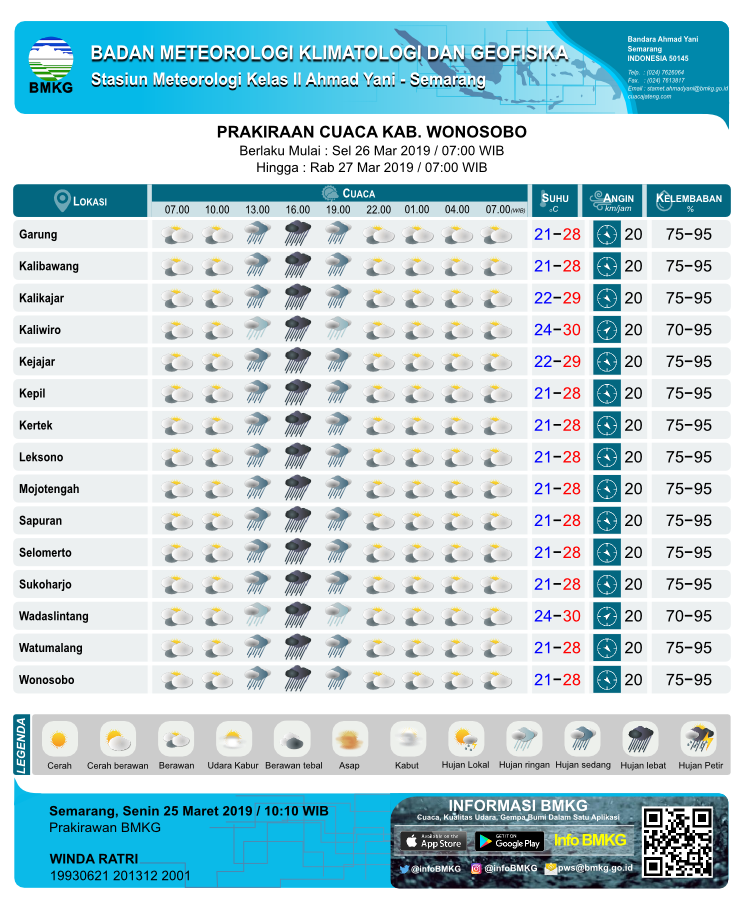 BMKG
BADAN METEOROLOGI KLIMATOLOGI DAN GEOFISIKA
Stasiun Meteorologi Kelas II Ahmad Yani - Semarang
Bandara Ahmad Yani
Semarang
INDONESIA 50145
Telp. : (024) 7626064
Fax. : (024) 7613817
Email : stamet.ahmadyani@bmkg.go.id
cuacajateng.com
PRAKIRAAN CUACA KAB. WONOSOBO
Berlaku Mulai : Sel 26 Mar 2019 / 07:00 WIB
Hingga : Rab 27 Mar 2019 / 07:00 WIB
LOKASI CUACA SUHU °C ANGIN km/jam KELEMBABAN %
07.00 10.00 13.00 16.00 19.00 22.00 01.00 04.00 07.00 (WIB)
Garung 21-28 20 75-95
Kalibawang 21-28 20 75-95
Kalikajar 22-29 20 75-95
Kaliwiro 24-30 20 70-95
Kejajar 22-29 20 75-95
Kepil 21-28 20 75-95
Kertek 21-28 20 75-95
Leksono 21-28 20 75-95
Mojotengah 21-28 20 75-95
Sapuran 21-28 20 75-95
Selomerto 21-28 20 75-95
Sukoharjo 21-28 20 75-95
Wadaslintang 24-30 20 70-95
Watumalang 21-28 20 75-95
Wonosobo 21-28 20 75-95
LEGENDA
Cerah Cerah berawan Berawan Udara Kabur Berawan tebal Asap Kabut Hujan Lokal Hujan ringan Hujan sedang Hujan lebat Hujan Petir
Semarang, Senin 25 Maret 2019 / 10:10 WIB
Prakirawan BMKG
WINDA RATRI
19930621 201312 2001
INFORMASI BMKG
Cuaca, Kualitas Udara, Gempa Bumi Dalam Satu Aplikasi
Available on the App Store
GET IT ON Google Play
Info BMKG
@infoBMKG @infoBMKG pws@bmkg.go.id